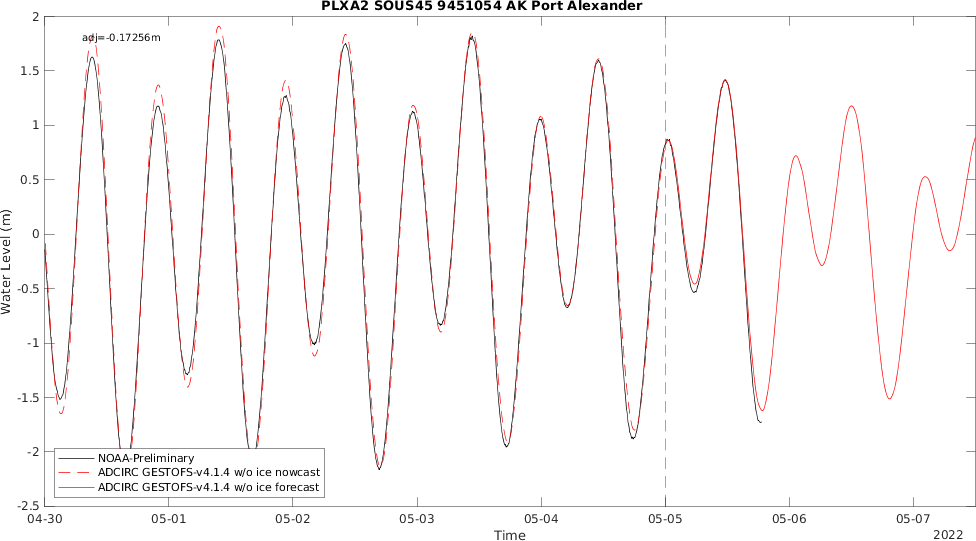 PLXA2 SOUS45 9451054 AK Port Alexander
adj=-0.17256m
2
1.5
1
0.5
0
-0.5
-1
-1.5
-2
-2.5
Water Level (m)
NOAA-Preliminary
ADCIRC GESTOFS-v4.1.4 w/o ice nowcast
ADCIRC GESTOFS-v4.1.4 w/o ice forecast
04-30 05-01 05-02 05-03 05-04 05-05 05-06 05-07
Time
2022